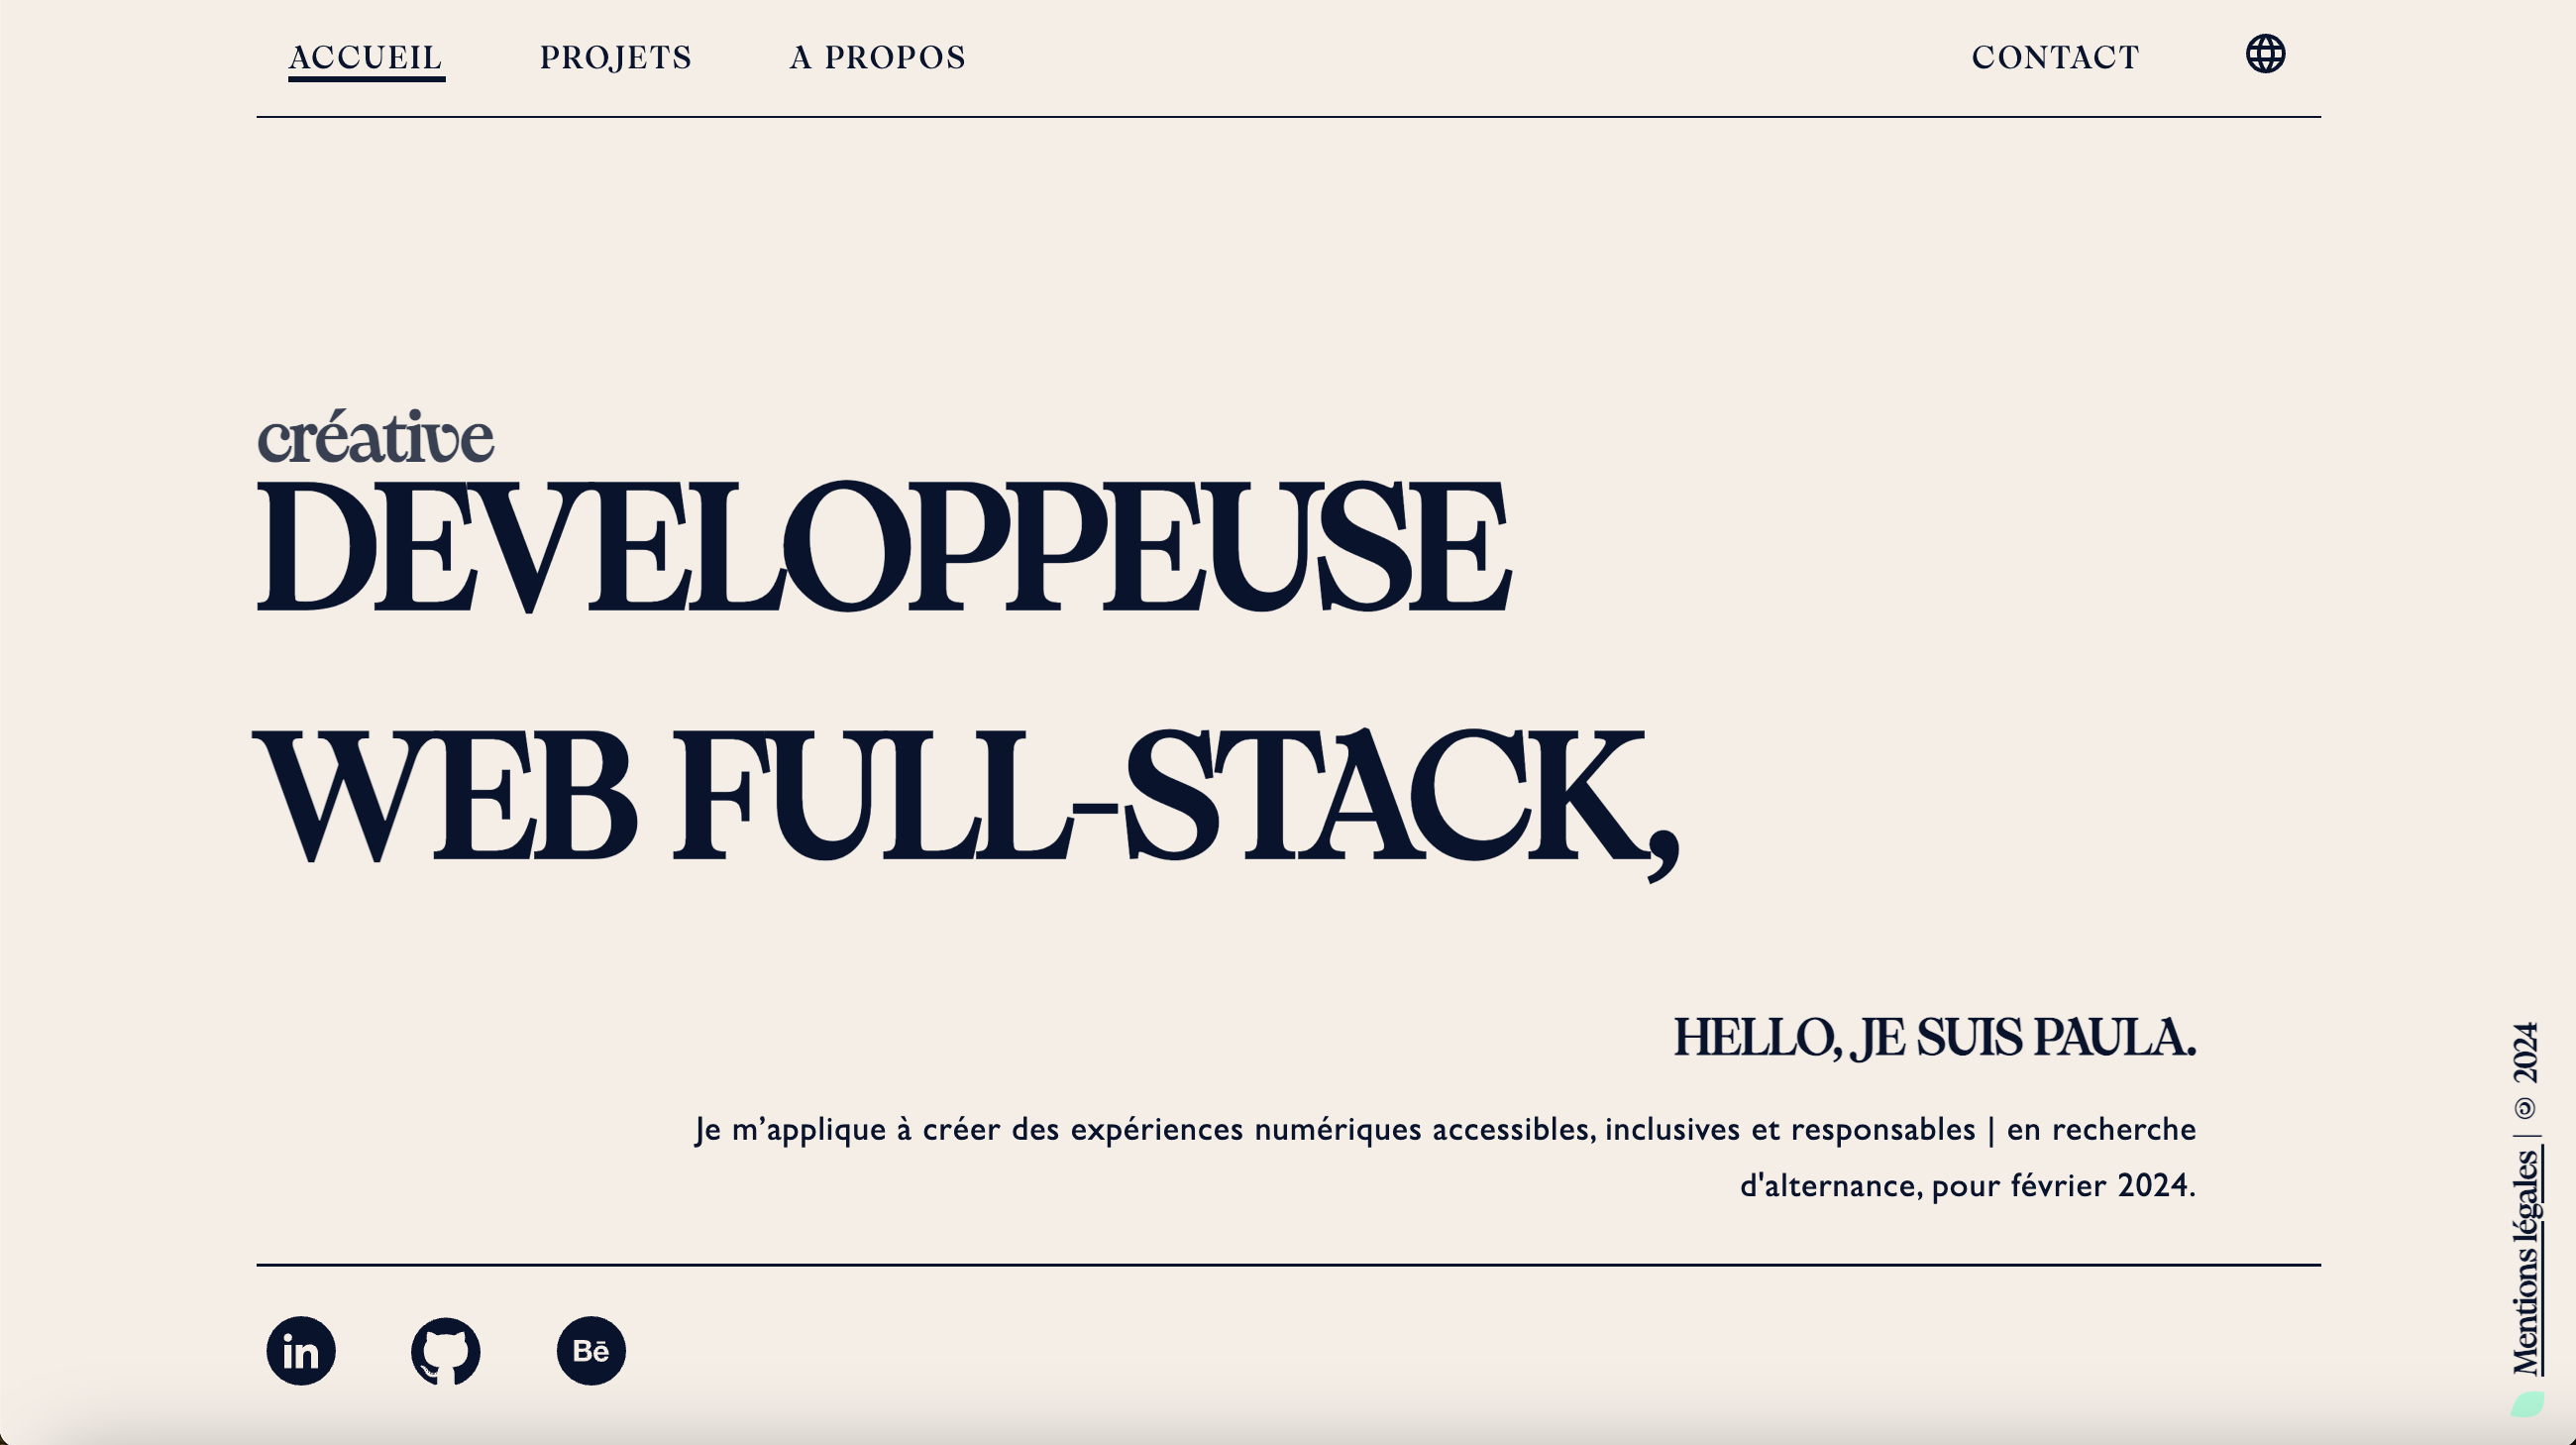 ACCUEIL PROJETS A PROPOS CONTACT
créative
DEVELOPPEUSE
WEB FULL-STACK,
HELLO, JE SUIS PAULA.
Je m’applique à créer des expériences numériques accessibles, inclusives et responsables | en recherche
d'alternance, pour février 2024.
in Bē
Mentions légales | © 2024